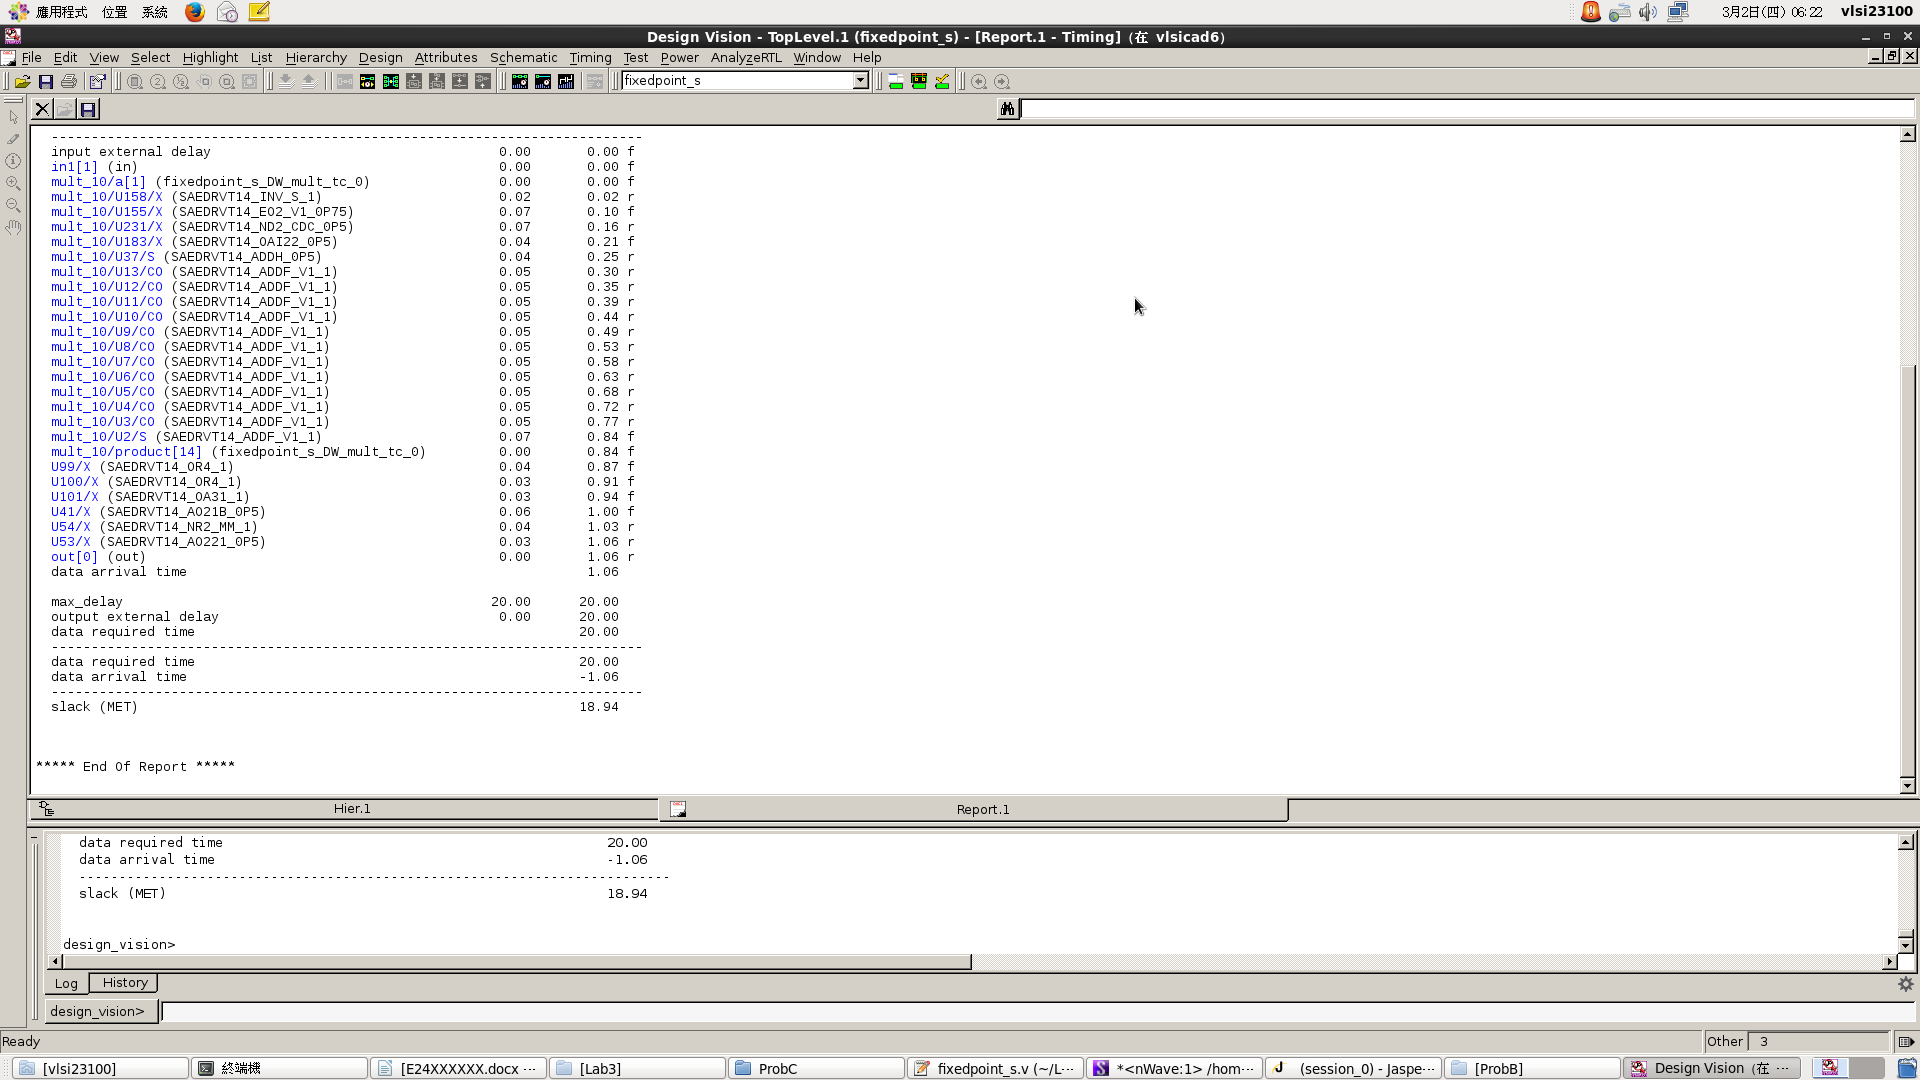 應用程式 位置 系統 3月2日(四) 06:22 vlsi23100
Design Vision - TopLevel.1 (fixedpoint_s) - [Report.1 - Timing] (在 vlsicad6)
File Edit View Select Highlight List Hierarchy Design Attributes Schematic Timing Test Power AnalyzeRTL Window Help
fixedpoint_s
--------------------------------------------------------------------------
input external delay 0.00 0.00 f
in1[1] (in) 0.00 0.00 f
mult_10/a[1] (fixedpoint_s_DW_mult_tc_0) 0.00 0.00 f
mult_10/U158/X (SAEDRVT14_INV_S_1) 0.02 0.02 r
mult_10/U155/X (SAEDRVT14_EO2_V1_0P75) 0.07 0.10 f
mult_10/U231/X (SAEDRVT14_ND2_CDC_0P5) 0.07 0.16 r
mult_10/U183/X (SAEDRVT14_OAI22_0P5) 0.04 0.21 f
mult_10/U37/S (SAEDRVT14_ADDH_0P5) 0.04 0.25 r
mult_10/U13/CO (SAEDRVT14_ADDF_V1_1) 0.05 0.30 r
mult_10/U12/CO (SAEDRVT14_ADDF_V1_1) 0.05 0.35 r
mult_10/U11/CO (SAEDRVT14_ADDF_V1_1) 0.05 0.39 r
mult_10/U10/CO (SAEDRVT14_ADDF_V1_1) 0.05 0.44 r
mult_10/U9/CO (SAEDRVT14_ADDF_V1_1) 0.05 0.49 r
mult_10/U8/CO (SAEDRVT14_ADDF_V1_1) 0.05 0.53 r
mult_10/U7/CO (SAEDRVT14_ADDF_V1_1) 0.05 0.58 r
mult_10/U6/CO (SAEDRVT14_ADDF_V1_1) 0.05 0.63 r
mult_10/U5/CO (SAEDRVT14_ADDF_V1_1) 0.05 0.68 r
mult_10/U4/CO (SAEDRVT14_ADDF_V1_1) 0.05 0.72 r
mult_10/U3/CO (SAEDRVT14_ADDF_V1_1) 0.05 0.77 r
mult_10/U2/S (SAEDRVT14_ADDF_V1_1) 0.07 0.84 f
mult_10/product[14] (fixedpoint_s_DW_mult_tc_0) 0.00 0.84 f
U99/X (SAEDRVT14_OR4_1) 0.04 0.87 f
U100/X (SAEDRVT14_OR4_1) 0.03 0.91 f
U101/X (SAEDRVT14_OA31_1) 0.03 0.94 f
U41/X (SAEDRVT14_AO21B_0P5) 0.06 1.00 f
U54/X (SAEDRVT14_NR2_MM_1) 0.04 1.03 r
U53/X (SAEDRVT14_AO221_0P5) 0.03 1.06 r
out[0] (out) 0.00 1.06 r
data arrival time 1.06
max_delay 20.00 20.00
output external delay 0.00 20.00
data required time 20.00
--------------------------------------------------------------------------
data required time 20.00
data arrival time -1.06
--------------------------------------------------------------------------
slack (MET) 18.94
***** End Of Report *****
Hier.1 Report.1
data required time 20.00
data arrival time -1.06
--------------------------------------------------------------------------
slack (MET) 18.94
design_vision>
Log History
design_vision>
Ready Other 3
[vlsi23100] 終端機 [E24XXXXXX.docx ··· [Lab3] ProbC fixedpoint_s.v (~/L··· *<nWave:1> /hom··· (session_0) - Jaspe··· [ProbB] Design Vision (在 ···